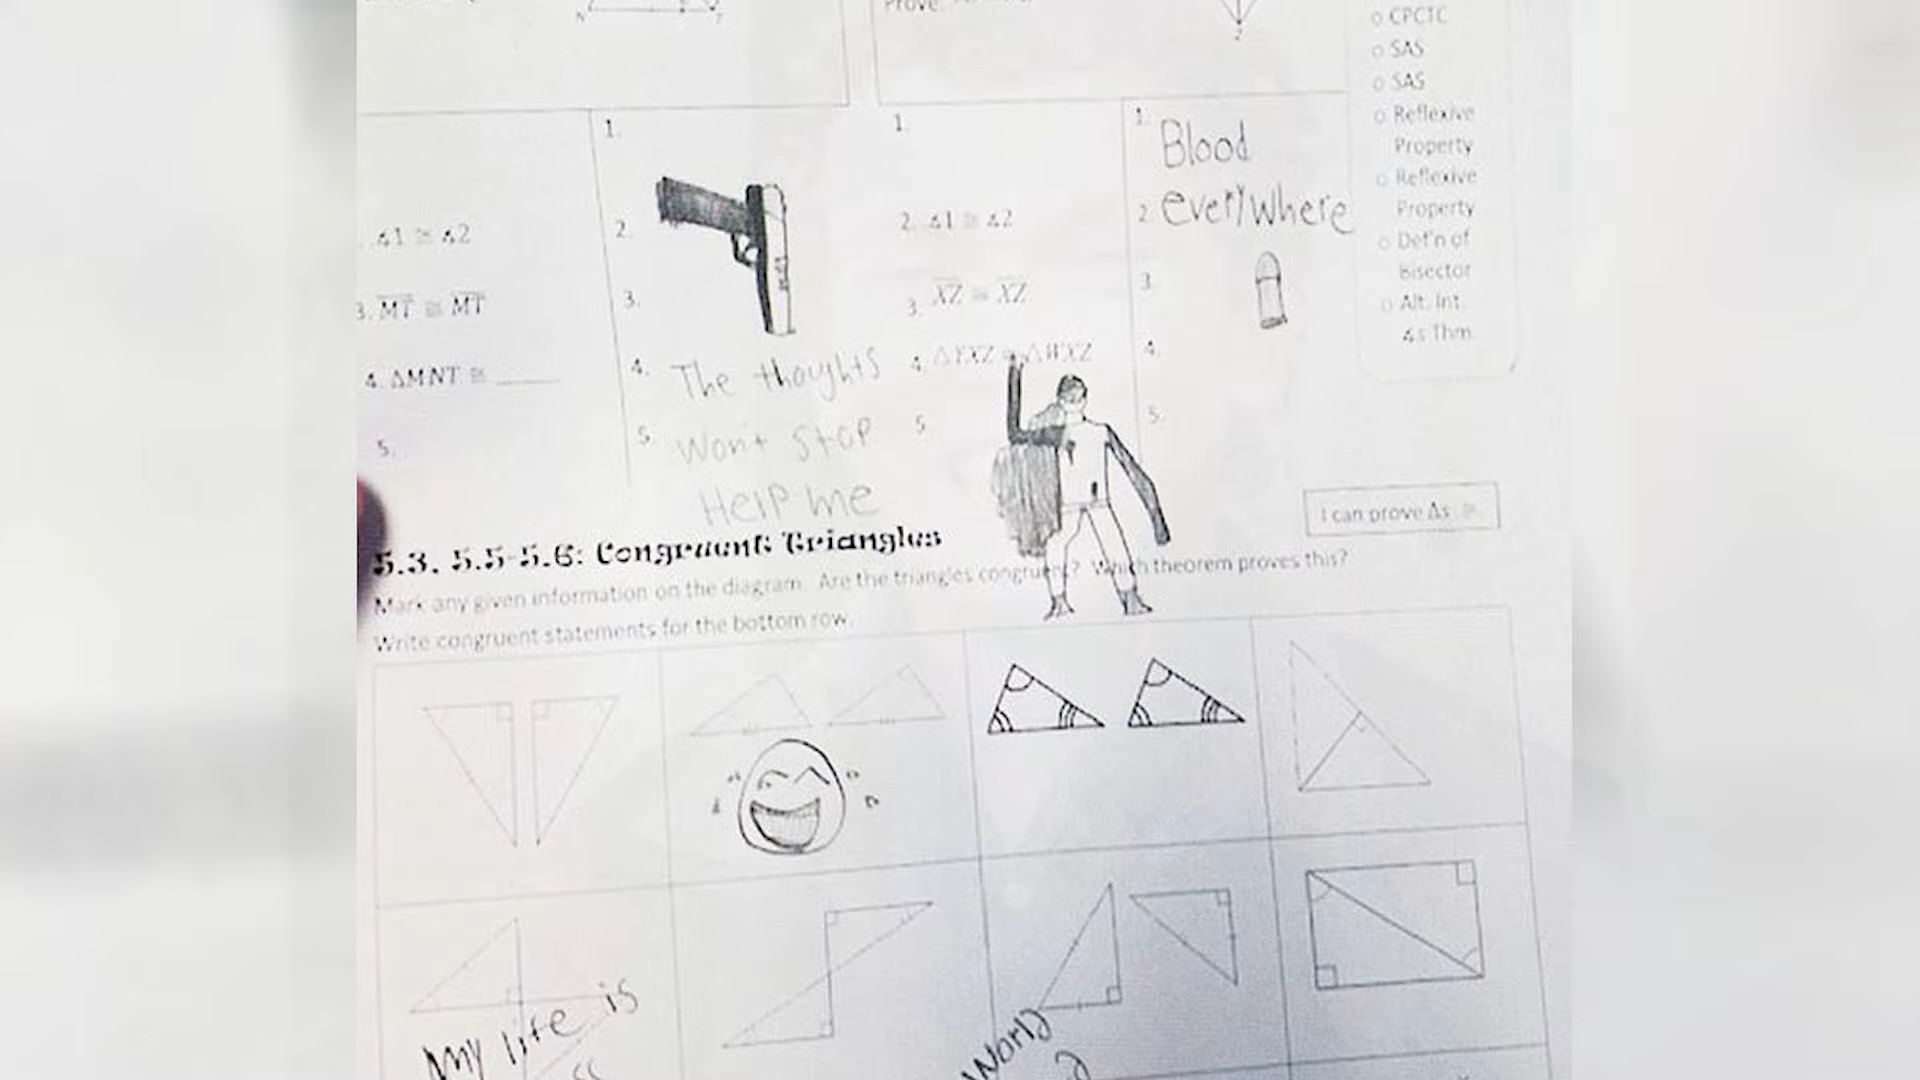 Prove
N
T
Z
○ CPCTC
○ SAS
○ SAS
○ Reflexive
Property
○ Reflexive
Property
○ Def'n of
Bisector
○ Alt. Int.
∡s Thm.
1.
1.
1. Blood
∡1 ≅ ∡2
2.
2. ∡1 ≅ ∡2
2. everywhere
3. MT ≅ MT
3.
3. XZ ≅ XZ
3.
4. ΔMNT ≅ ____
4. The thoughts
4. ΔYXZ ≅ ΔWXZ
4.
5.
5. Won't Stop
5.
5.
Help me
I can prove Δs ≅
5.3. 5.5-5.6: Congruent Triangles
Mark any given information on the diagram. Are the triangles congruent? Which theorem proves this?
Write congruent statements for the bottom row.
My life is
World